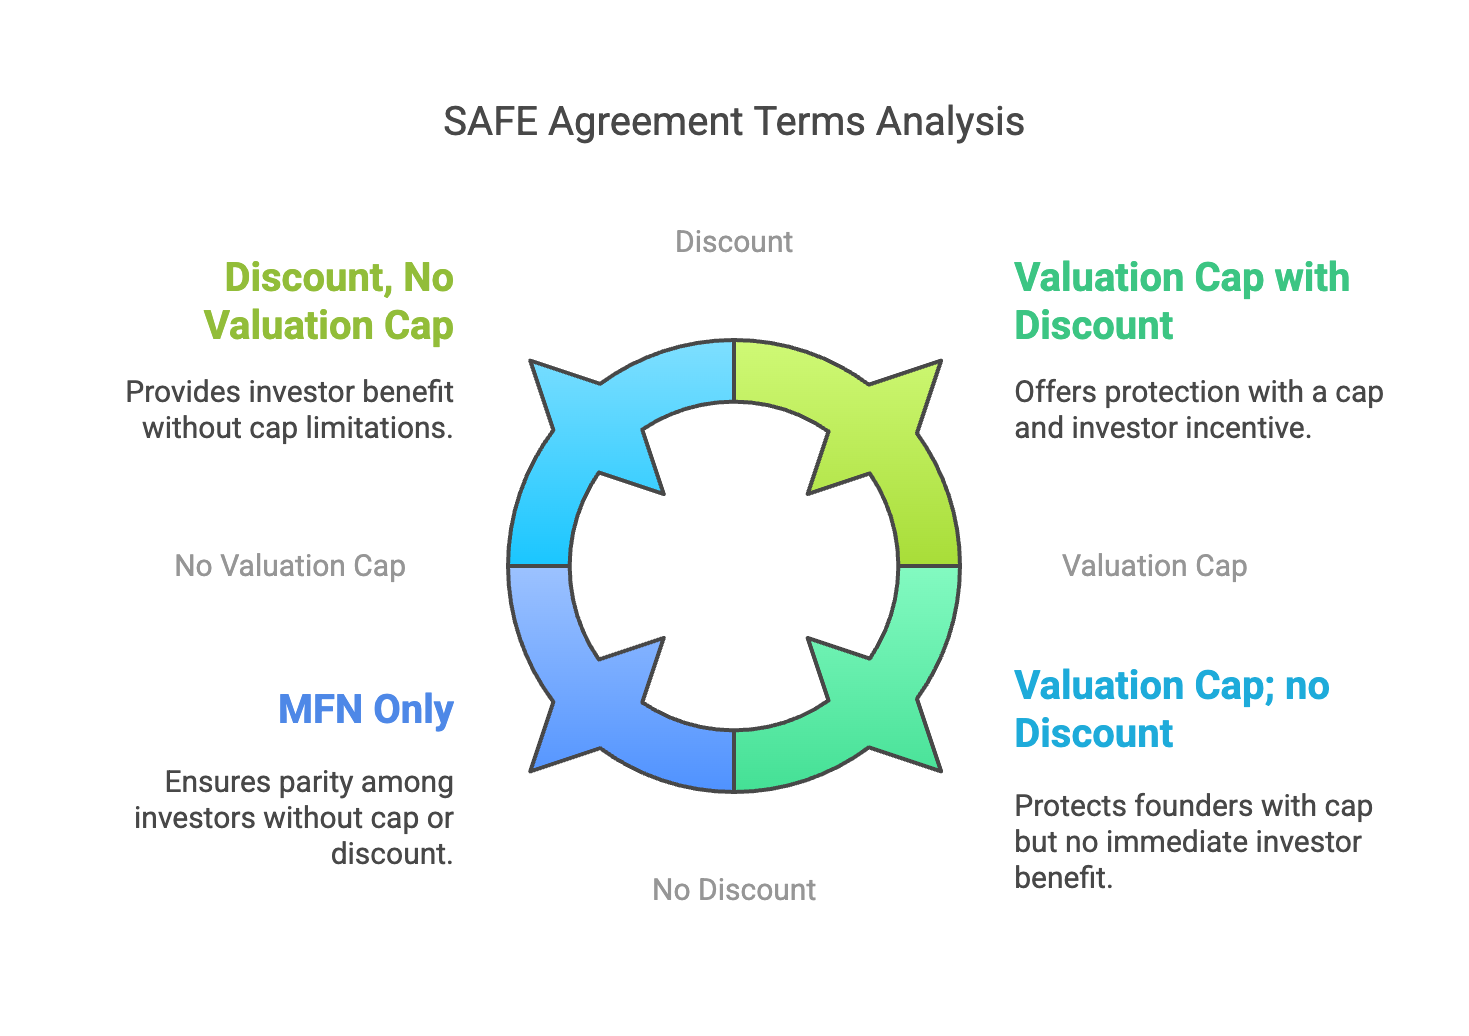 SAFE Agreement Terms Analysis
Discount
Discount, No
Valuation Cap
Provides investor benefit
without cap limitations.
Valuation Cap with
Discount
Offers protection with a cap
and investor incentive.
No Valuation Cap
Valuation Cap
MFN Only
Ensures parity among
investors without cap or
discount.
Valuation Cap; no
Discount
Protects founders with cap
but no immediate investor
benefit.
No Discount